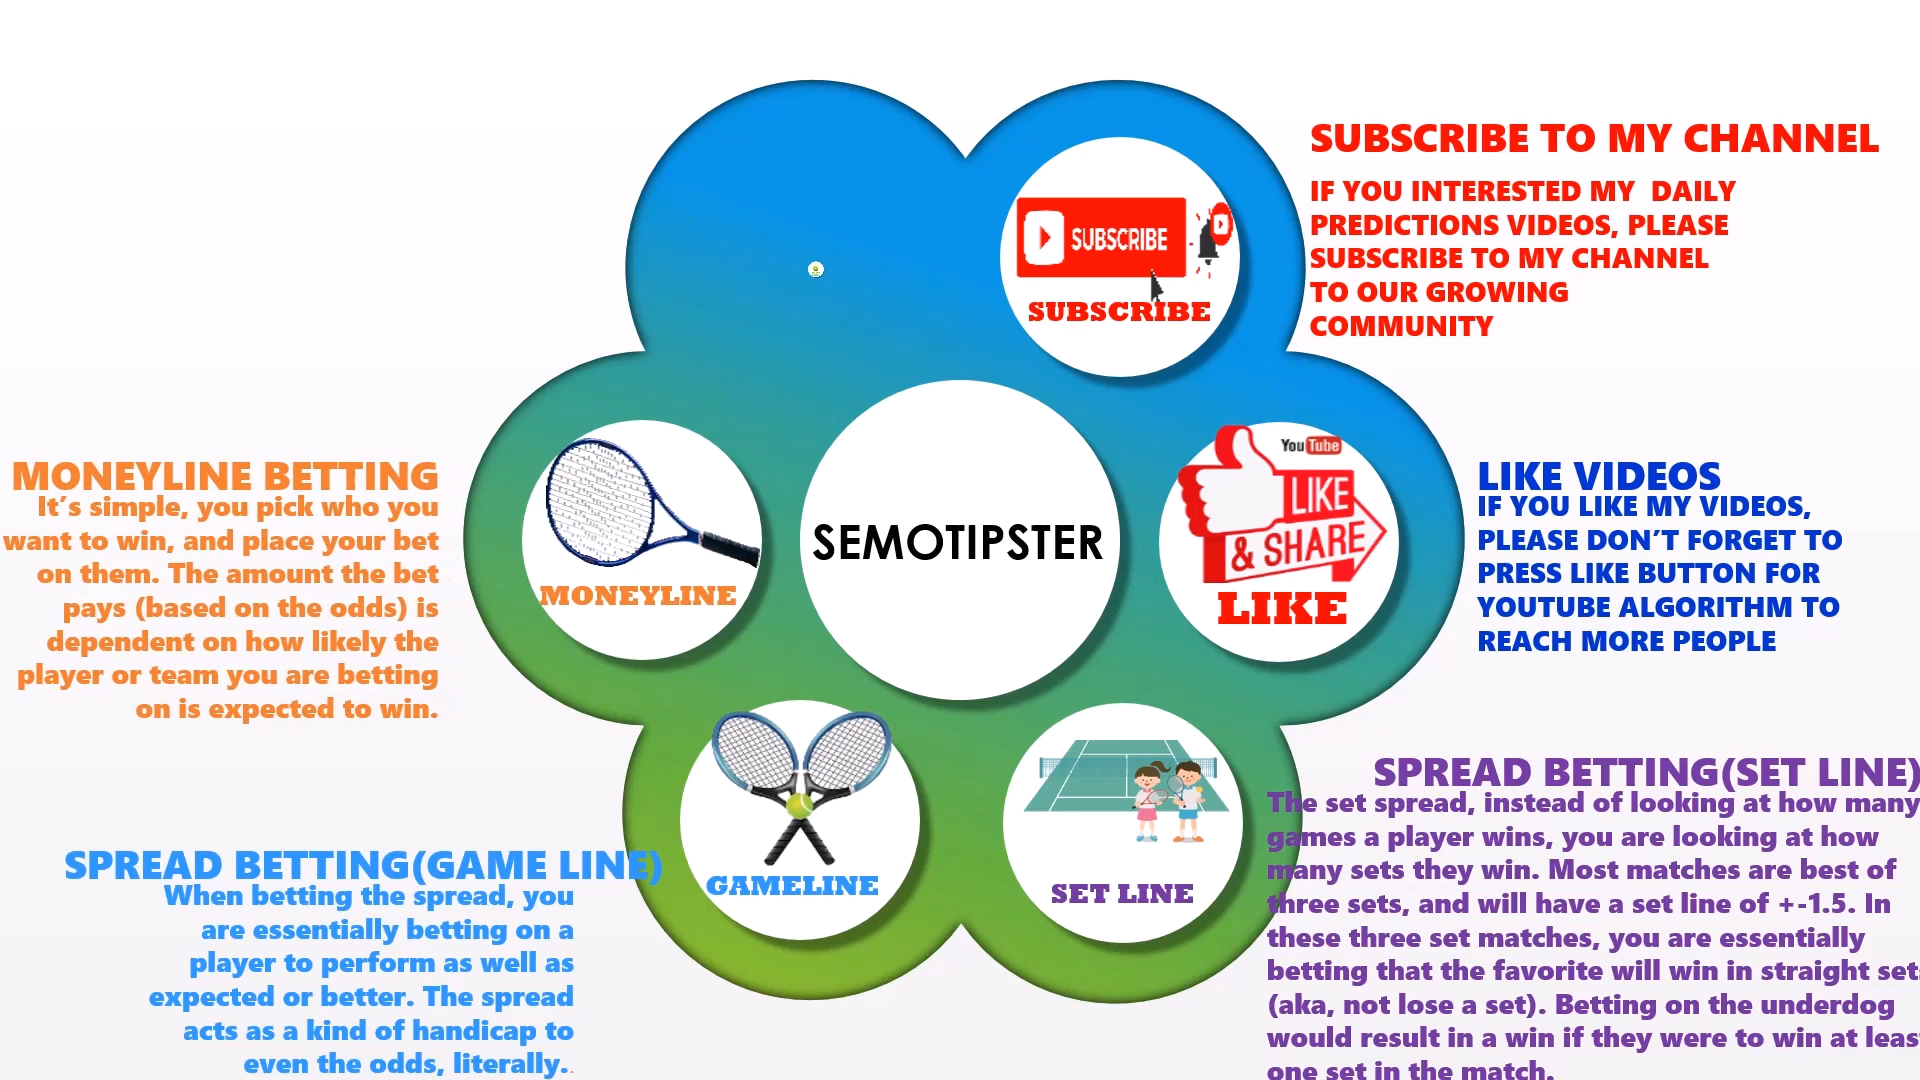 SUBSCRIBE TO MY CHANNEL
IF YOU INTERESTED MY DAILY
PREDICTIONS VIDEOS, PLEASE
SUBSCRIBE TO MY CHANNEL
TO OUR GROWING
COMMUNITY
SUBSCRIBE
SUBSCRIBE
MONEYLINE BETTING
It’s simple, you pick who you
want to win, and place your bet
on them. The amount the bet
pays (based on the odds) is
dependent on how likely the
player or team you are betting
on is expected to win.
MONEYLINE
SEMOTIPSTER
YouTube
LIKE
& SHARE
LIKE
LIKE VIDEOS
IF YOU LIKE MY VIDEOS,
PLEASE DON’T FORGET TO
PRESS LIKE BUTTON FOR
YOUTUBE ALGORITHM TO
REACH MORE PEOPLE
SPREAD BETTING(GAME LINE)
When betting the spread, you
are essentially betting on a
player to perform as well as
expected or better. The spread
acts as a kind of handicap to
even the odds, literally..
GAMELINE
SET LINE
SPREAD BETTING(SET LINE)
The set spread, instead of looking at how many
games a player wins, you are looking at how
many sets they win. Most matches are best of
three sets, and will have a set line of +-1.5. In
these three set matches, you are essentially
betting that the favorite will win in straight set
(aka, not lose a set). Betting on the underdog
would result in a win if they were to win at leas
one set in the match.